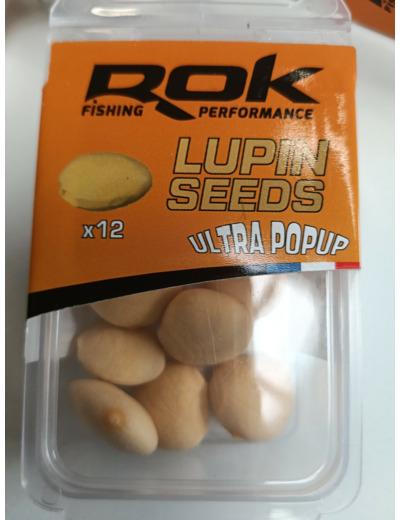 ROK
FISHING PERFORMANCE
LUPIN
SEEDS
x12
ULTRA POPUP